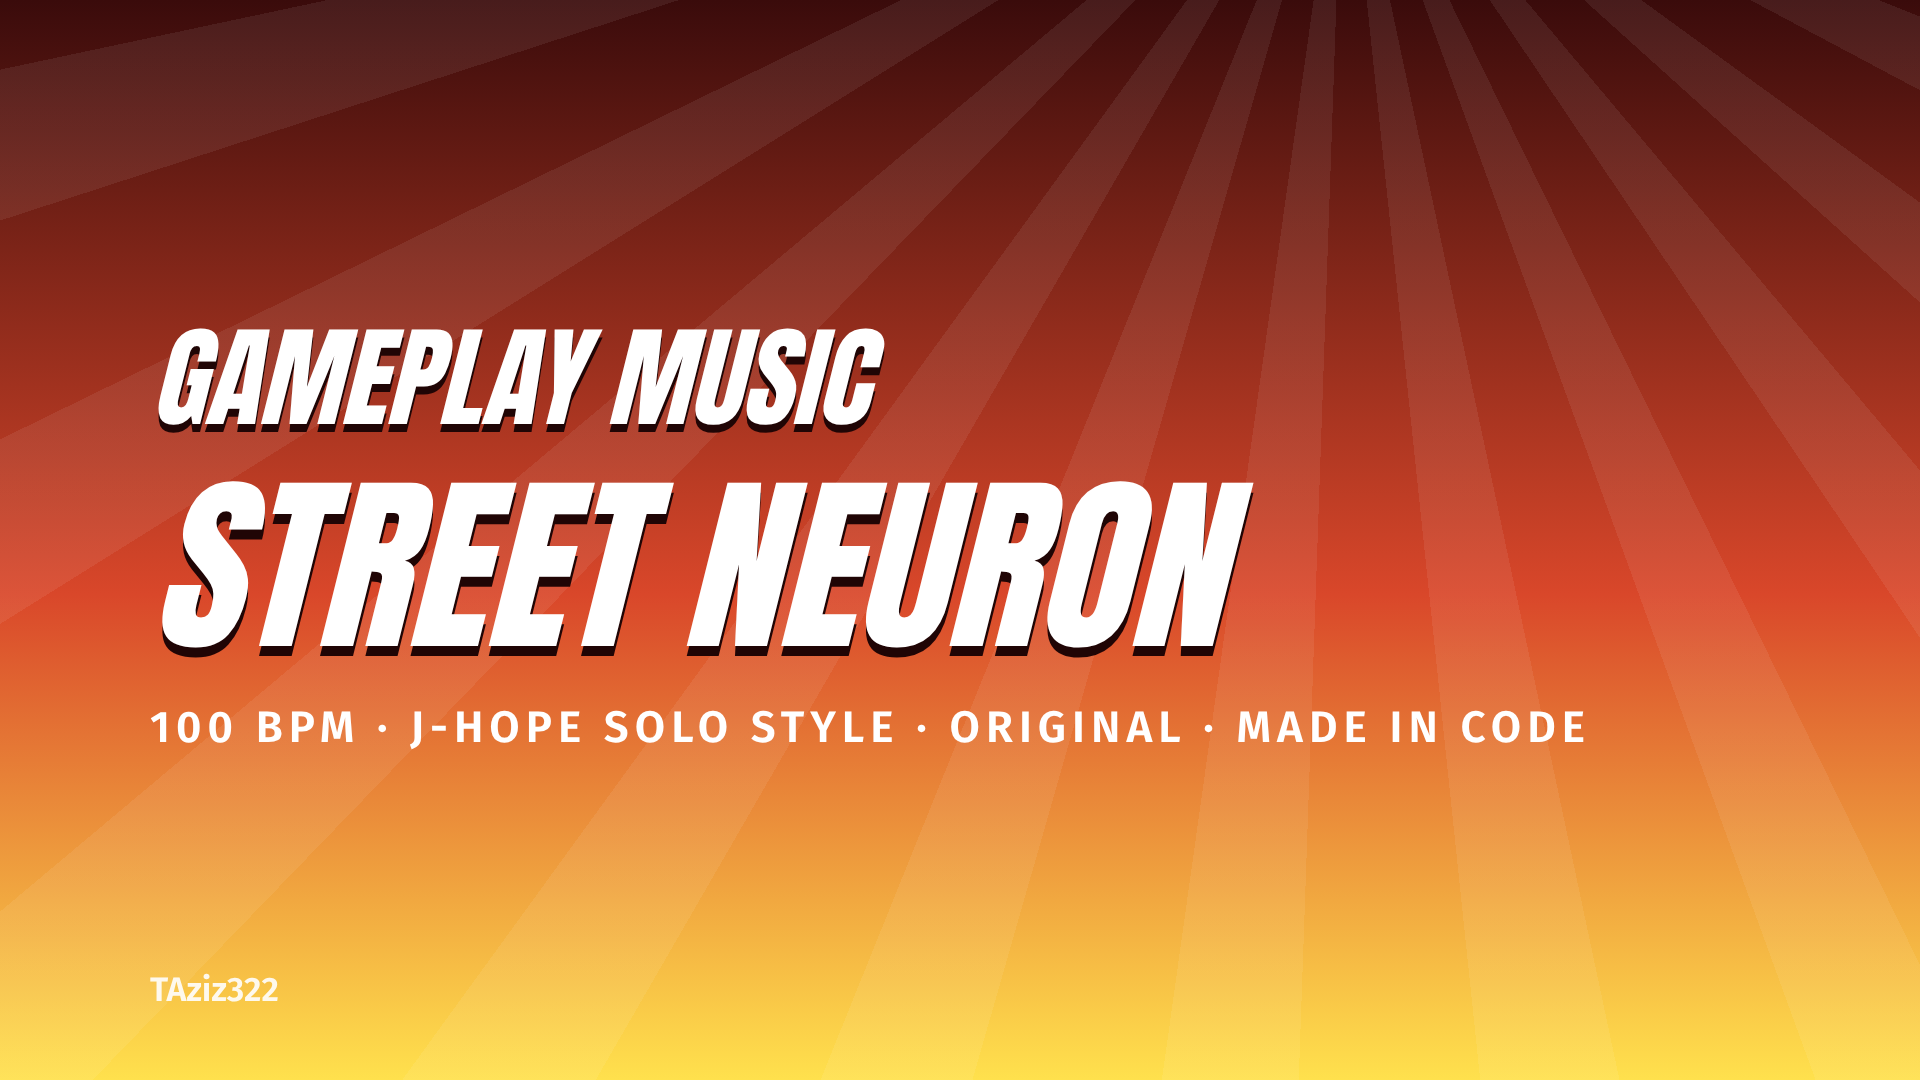 GAMEPLAY MUSIC
STREET NEURON
100 BPM · J-HOPE SOLO STYLE · ORIGINAL · MADE IN CODE
TAziz322